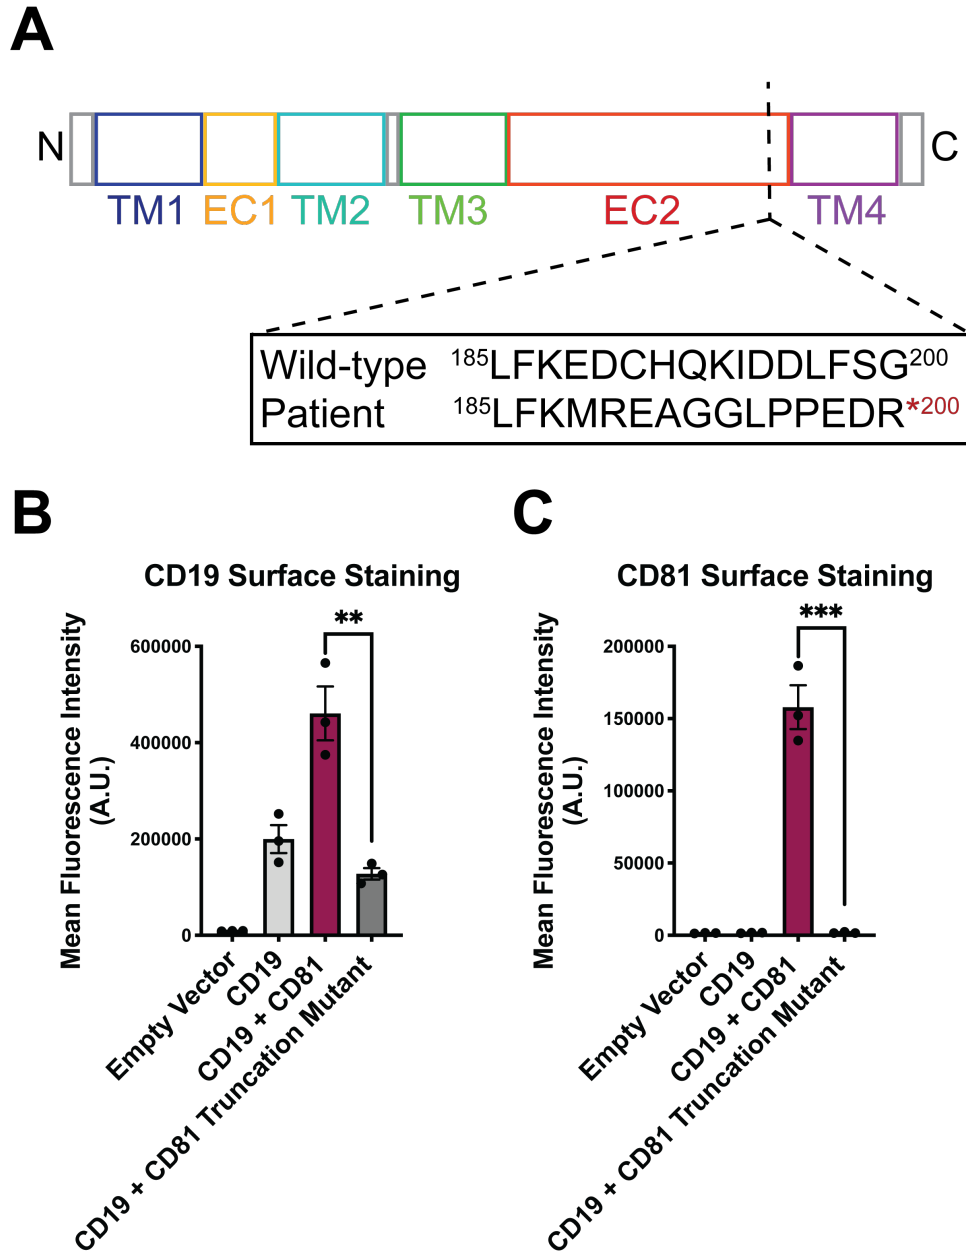 A
N
C
TM1 EC1 TM2 TM3 EC2 TM4
Wild-type ¹⁸⁵LFKEDCHQKIDDLFSG²⁰⁰
Patient ¹⁸⁵LFKMREAGGLPPEDR*²⁰⁰
B
CD19 Surface Staining
**
Mean Fluorescence Intensity
(A.U.)
600000
400000
200000
0
Empty Vector
CD19
CD19 + CD81
CD19 + CD81 Truncation Mutant
C
CD81 Surface Staining
***
Mean Fluorescence Intensity
(A.U.)
200000
150000
100000
50000
0
Empty Vector
CD19
CD19 + CD81
CD19 + CD81 Truncation Mutant